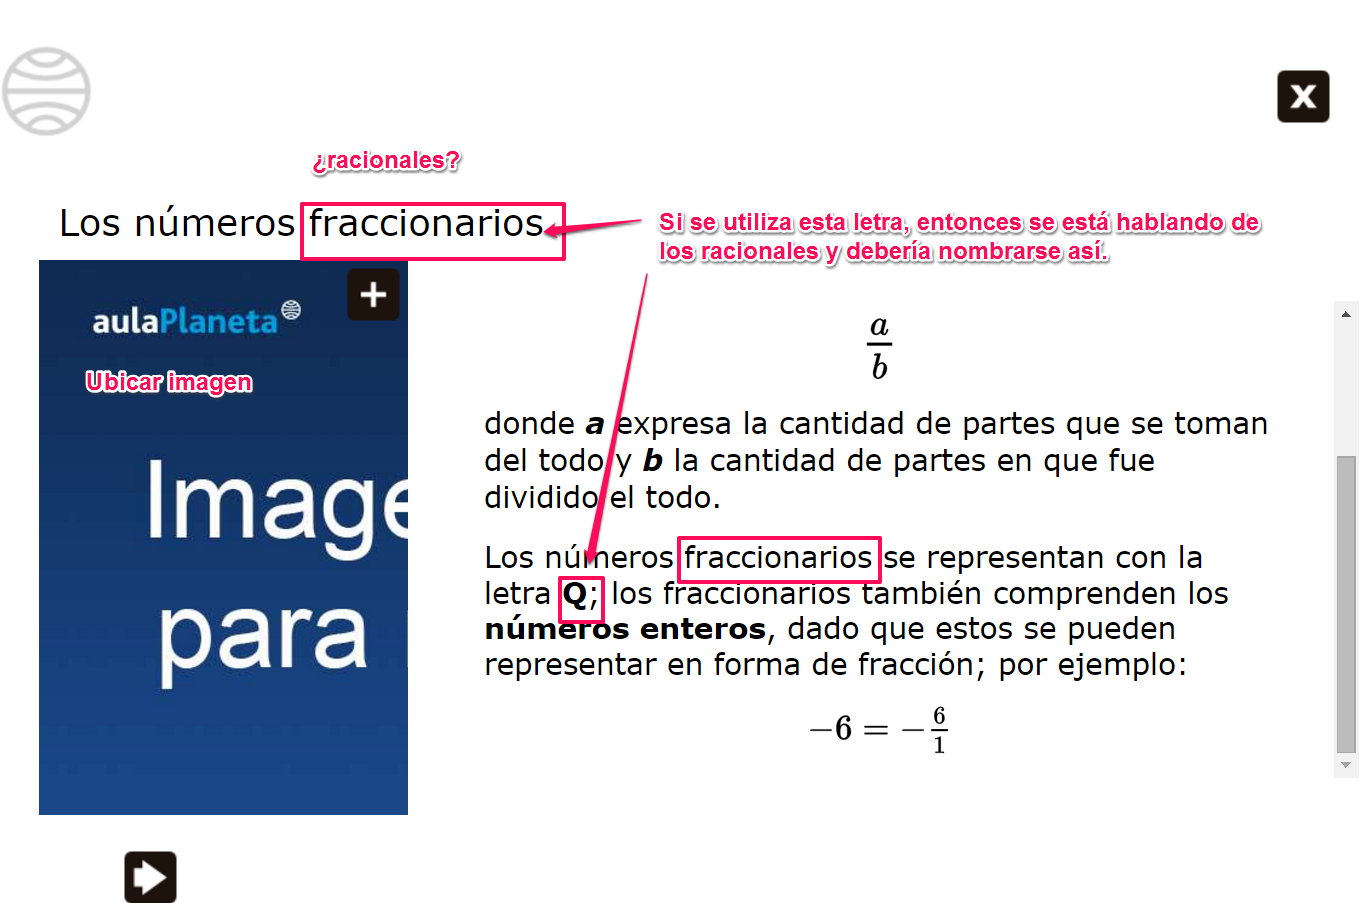 X
¿racionales?
Los números fraccionarios
Si se utiliza esta letra, entonces se está hablando de
los racionales y debería nombrarse así.
+
aulaPlaneta
Ubicar imagen
Image
para
a
b
donde a expresa la cantidad de partes que se toman
del todo y b la cantidad de partes en que fue
dividido el todo.
Los números fraccionarios se representan con la
letra Q; los fraccionarios también comprenden los
números enteros, dado que estos se pueden
representar en forma de fracción; por ejemplo:
−6 = −6/1